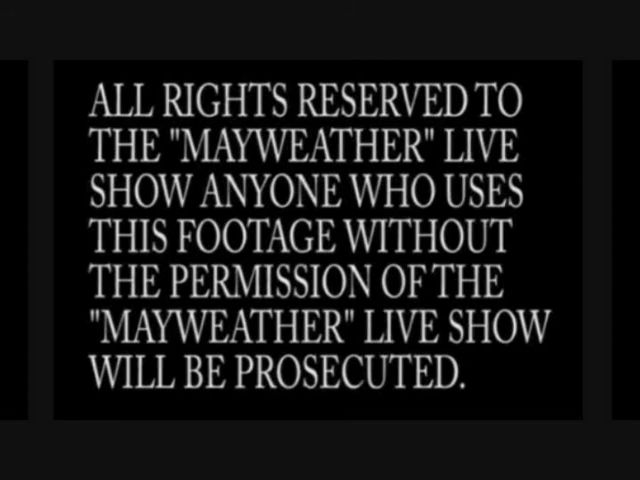 ALL RIGHTS RESERVED TO
THE "MAYWEATHER" LIVE
SHOW ANYONE WHO USES
THIS FOOTAGE WITHOUT
THE PERMISSION OF THE
"MAYWEATHER" LIVE SHOW
WILL BE PROSECUTED.